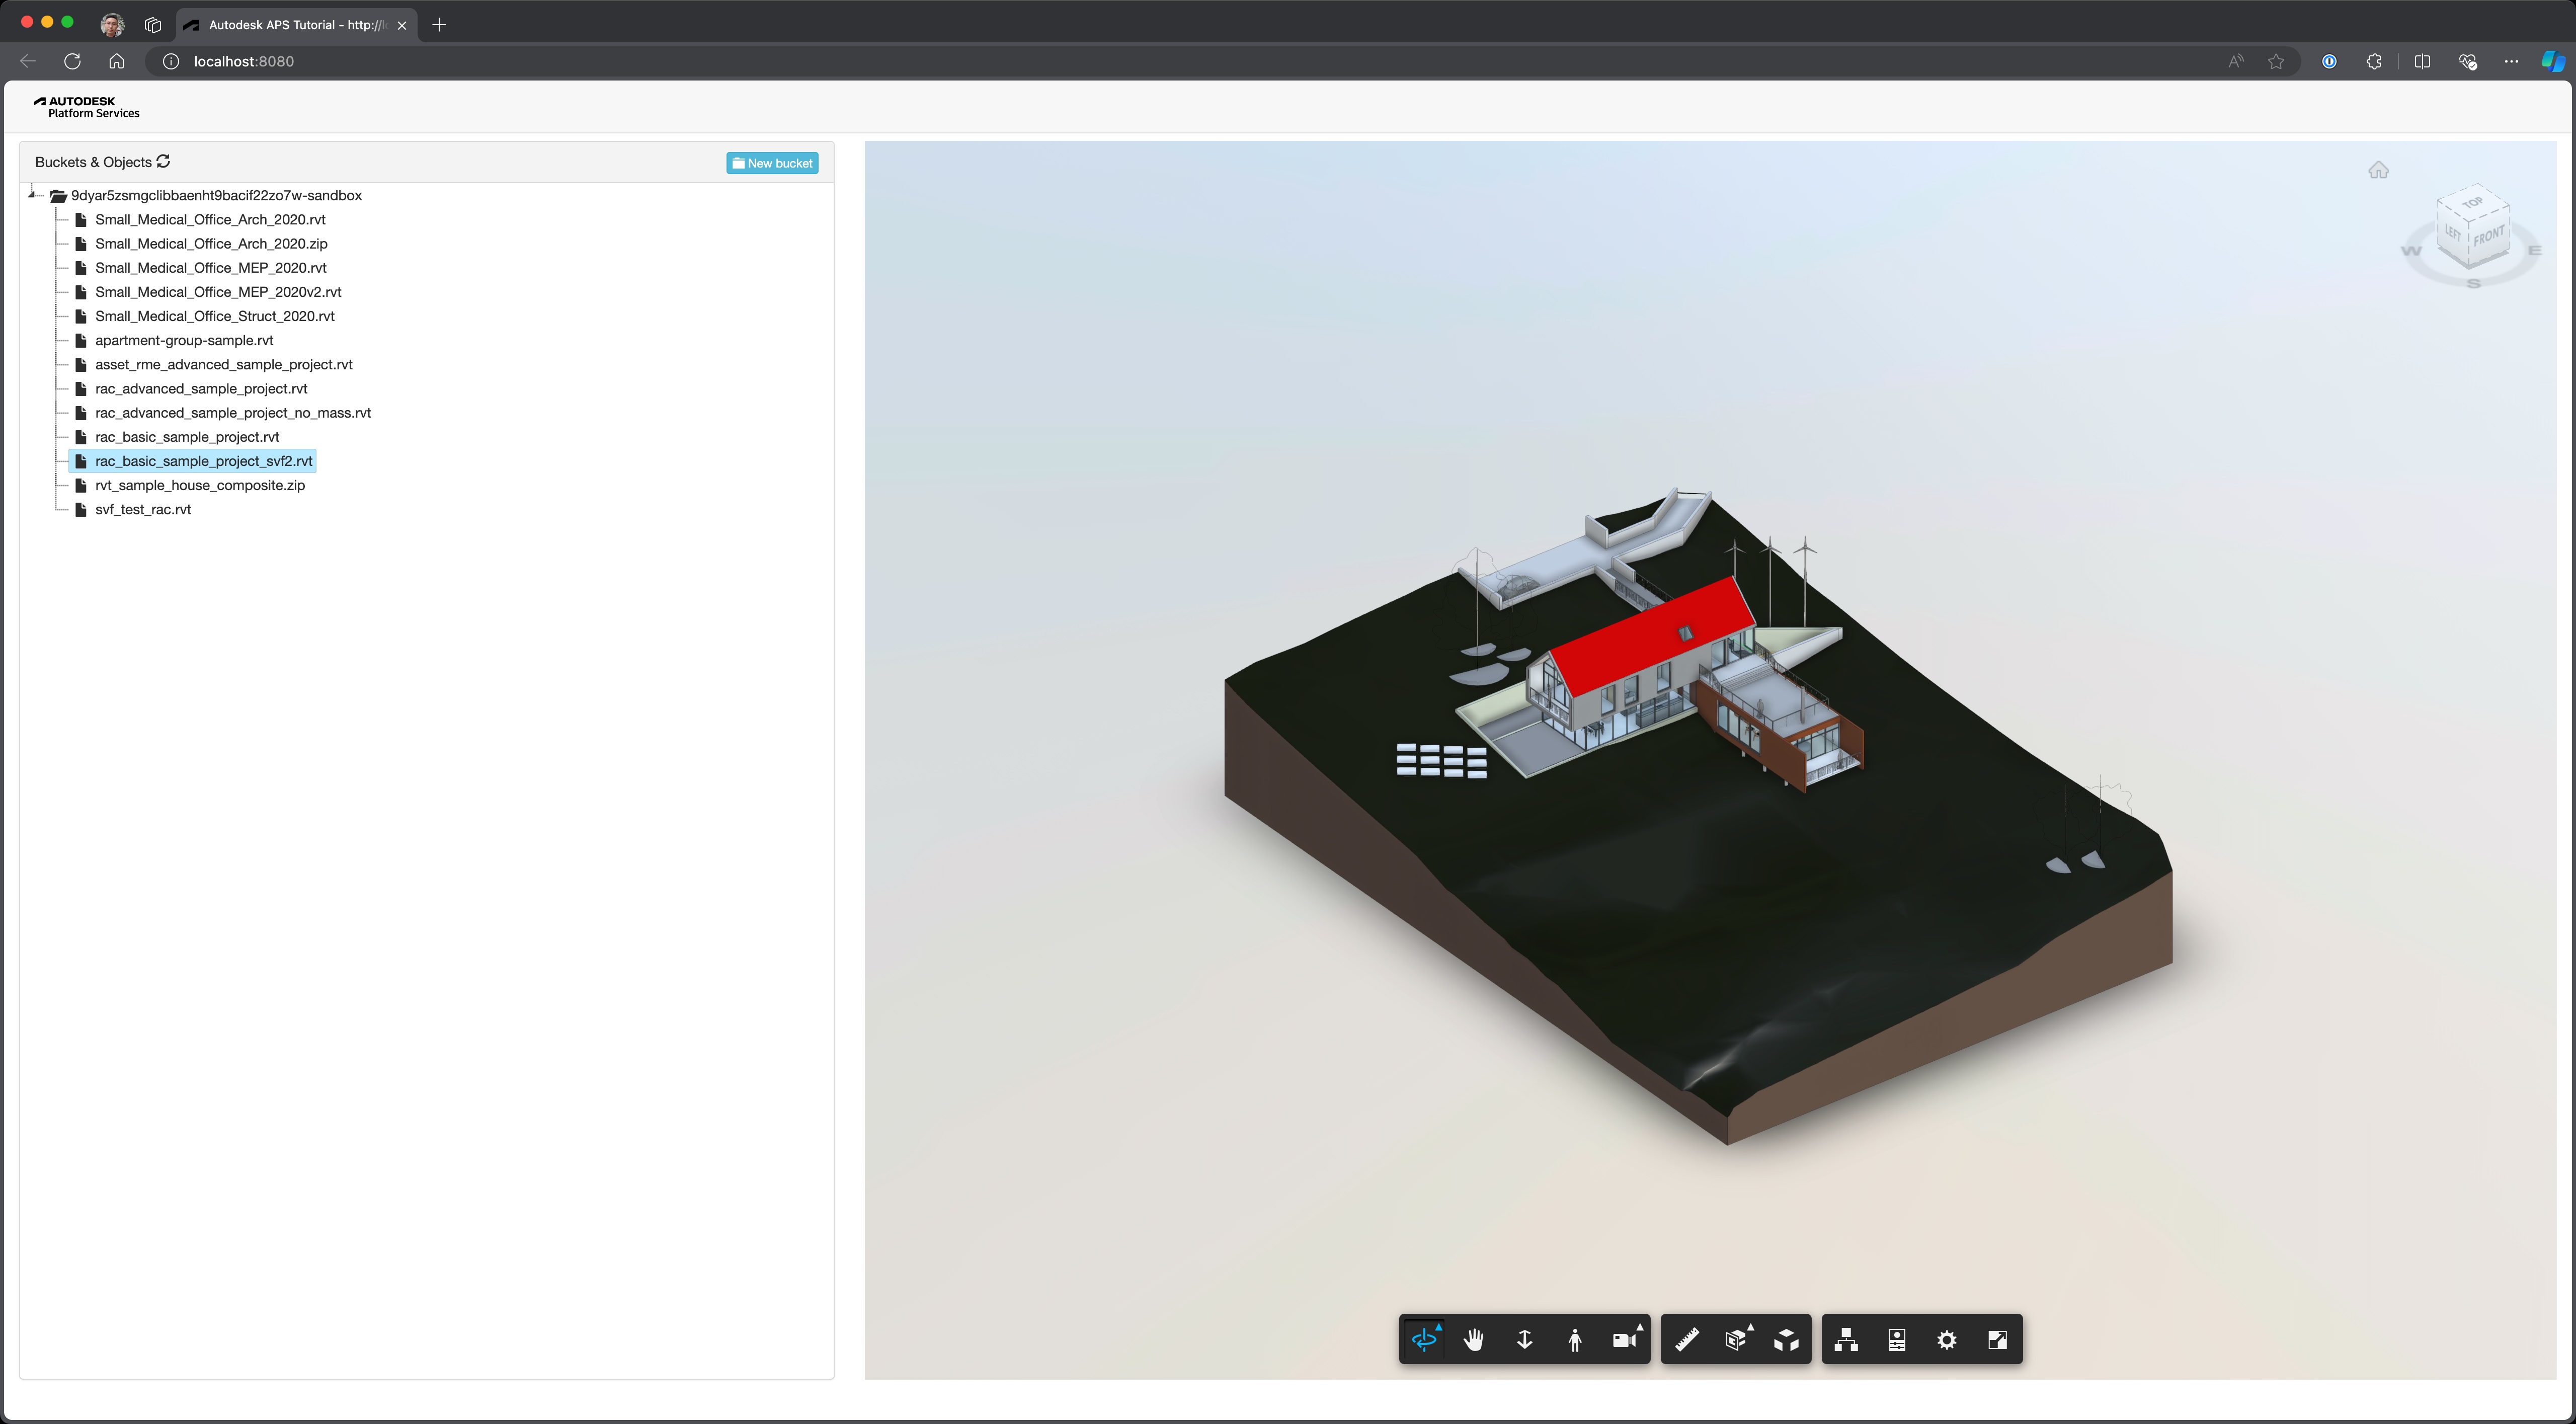 Autodesk APS Tutorial - http://l
localhost:8080
AUTODESK
Platform Services
Buckets & Objects
New bucket
9dyar5zsmgclibbaenht9bacif22zo7w-sandbox
Small_Medical_Office_Arch_2020.rvt
Small_Medical_Office_Arch_2020.zip
Small_Medical_Office_MEP_2020.rvt
Small_Medical_Office_MEP_2020v2.rvt
Small_Medical_Office_Struct_2020.rvt
apartment-group-sample.rvt
asset_rme_advanced_sample_project.rvt
rac_advanced_sample_project.rvt
rac_advanced_sample_project_no_mass.rvt
rac_basic_sample_project.rvt
rac_basic_sample_project_svf2.rvt
rvt_sample_house_composite.zip
svf_test_rac.rvt
TOP
LEFT FRONT
W E
S